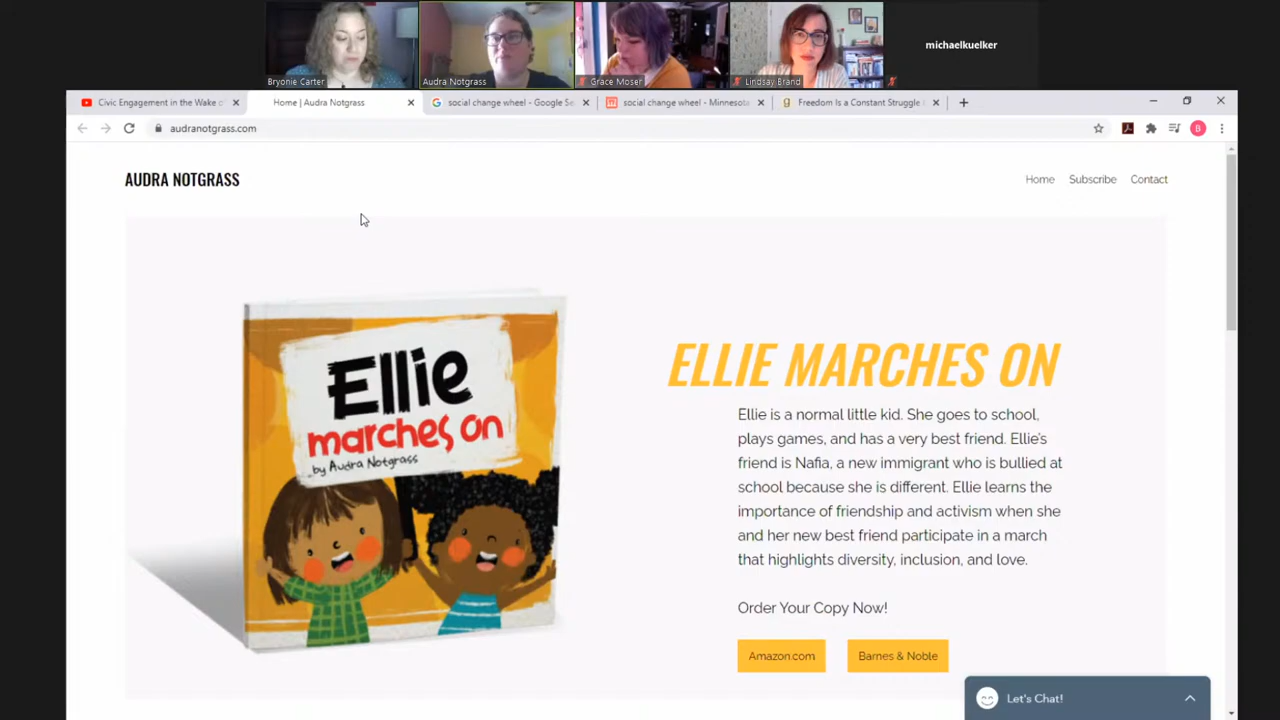 michaelkuelker
Bryonie Carter
Audra Notgrass
Grace Moser
Lindsay Brand
Civic Engagement in the Wake o
Home | Audra Notgrass
social change wheel - Google Se
social change wheel - Minnesot
Freedom Is a Constant Struggle
audranotgrass.com
B
AUDRA NOTGRASS
Home
Subscribe
Contact
Ellie
marches on
by Audra Notgrass
ELLIE MARCHES ON
Ellie is a normal little kid. She goes to school,
plays games, and has a very best friend. Ellie's
friend is Nafia, a new immigrant who is bullied at
school because she is different. Ellie learns the
importance of friendship and activism when she
and her new best friend participate in a march
that highlights diversity, inclusion, and love.
Order Your Copy Now!
Amazon.com
Barnes & Noble
Let's Chat!